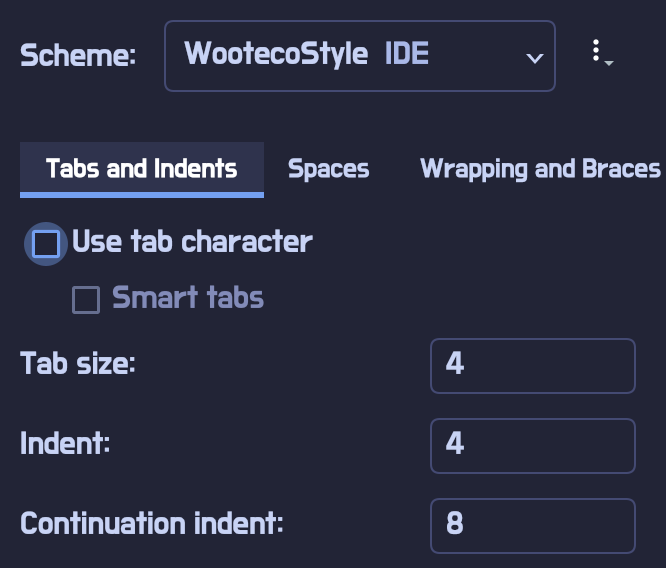 Scheme: WootecoStyle IDE
Tabs and Indents Spaces Wrapping and Braces
Use tab character
Smart tabs
Tab size: 4
Indent: 4
Continuation indent: 8